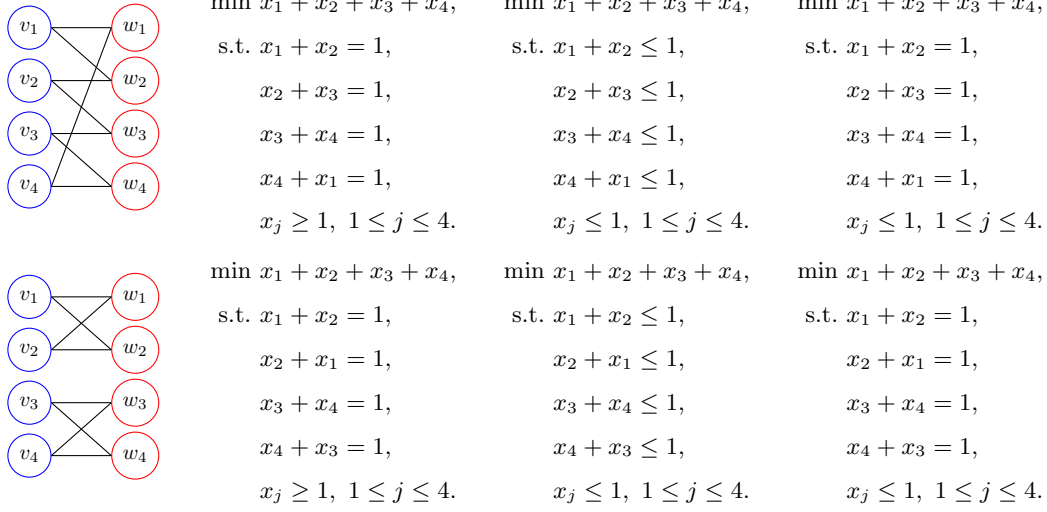 min x₁ + x₂ + x₃ + x₄, min x₁ + x₂ + x₃ + x₄, min x₁ + x₂ + x₃ + x₄,
v₁ w₁
s.t. x₁ + x₂ = 1, s.t. x₁ + x₂ ≤ 1, s.t. x₁ + x₂ = 1,
v₂ w₂ x₂ + x₃ = 1, x₂ + x₃ ≤ 1, x₂ + x₃ = 1,
v₃ w₃ x₃ + x₄ = 1, x₃ + x₄ ≤ 1, x₃ + x₄ = 1,
v₄ w₄ x₄ + x₁ = 1, x₄ + x₁ ≤ 1, x₄ + x₁ = 1,
x_j ≥ 1, 1 ≤ j ≤ 4. x_j ≤ 1, 1 ≤ j ≤ 4. x_j ≤ 1, 1 ≤ j ≤ 4.
min x₁ + x₂ + x₃ + x₄, min x₁ + x₂ + x₃ + x₄, min x₁ + x₂ + x₃ + x₄,
v₁ w₁
s.t. x₁ + x₂ = 1, s.t. x₁ + x₂ ≤ 1, s.t. x₁ + x₂ = 1,
v₂ w₂ x₂ + x₁ = 1, x₂ + x₁ ≤ 1, x₂ + x₁ = 1,
v₃ w₃ x₃ + x₄ = 1, x₃ + x₄ ≤ 1, x₃ + x₄ = 1,
v₄ w₄ x₄ + x₃ = 1, x₄ + x₃ ≤ 1, x₄ + x₃ = 1,
x_j ≥ 1, 1 ≤ j ≤ 4. x_j ≤ 1, 1 ≤ j ≤ 4. x_j ≤ 1, 1 ≤ j ≤ 4.